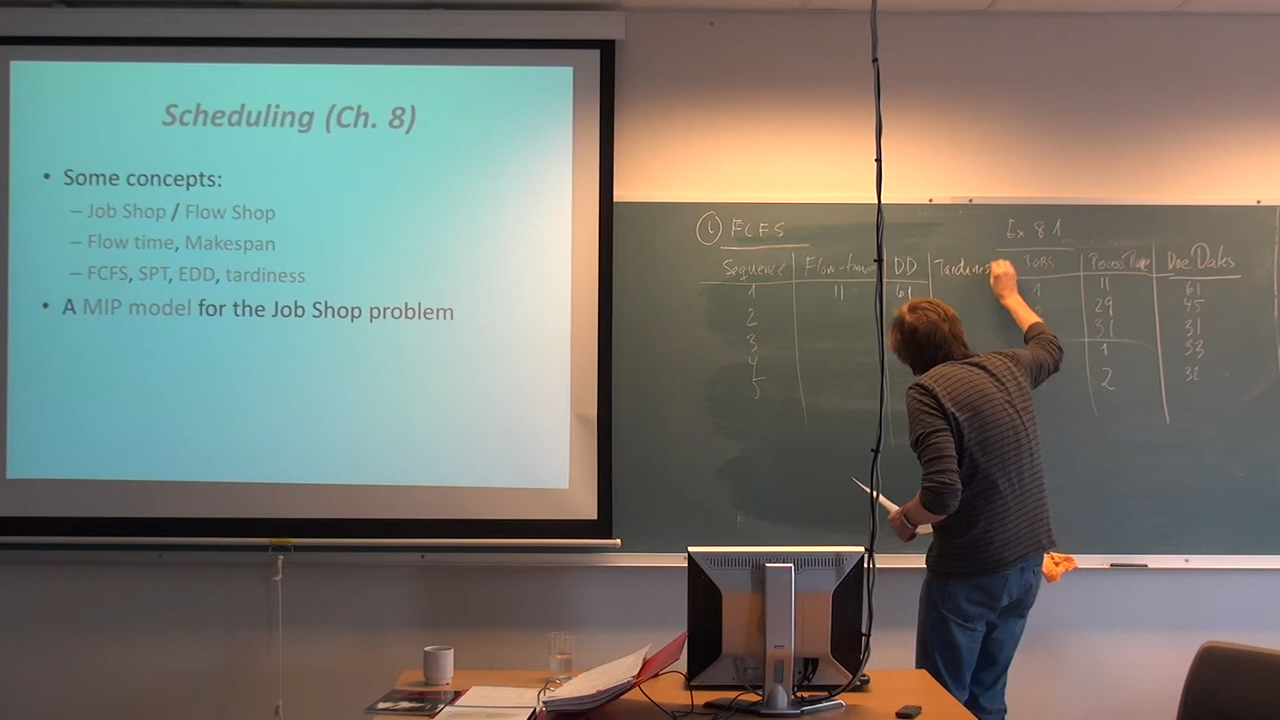 Scheduling (Ch. 8)
• Some concepts:
– Job Shop / Flow Shop
– Flow time, Makespan
– FCFS, SPT, EDD, tardiness
• A MIP model for the Job Shop problem
1 FCFS
Sequence Flow-time DD Tardiness
1 11 61
2
3
4
5
Ex 8.1
JOBS Process Time Due Dates
1 11 61
29 45
31 31
1 33
2 32